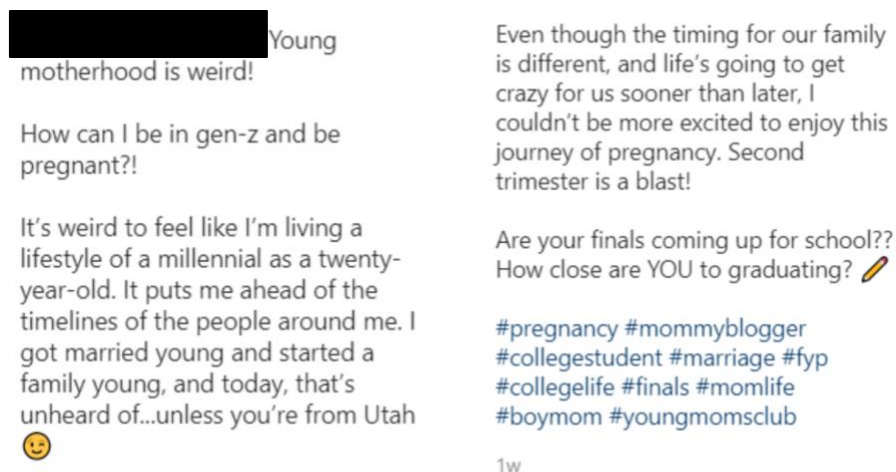 Young
motherhood is weird!
How can I be in gen-z and be
pregnant?!
It's weird to feel like I'm living a
lifestyle of a millennial as a twenty-
year-old. It puts me ahead of the
timelines of the people around me. I
got married young and started a
family young, and today, that's
unheard of...unless you're from Utah
😉
Even though the timing for our family
is different, and life's going to get
crazy for us sooner than later, I
couldn't be more excited to enjoy this
journey of pregnancy. Second
trimester is a blast!
Are your finals coming up for school??
How close are YOU to graduating? ✏️
#pregnancy #mommyblogger
#collegestudent #marriage #fyp
#collegelife #finals #momlife
#boymom #youngmomsclub
1w